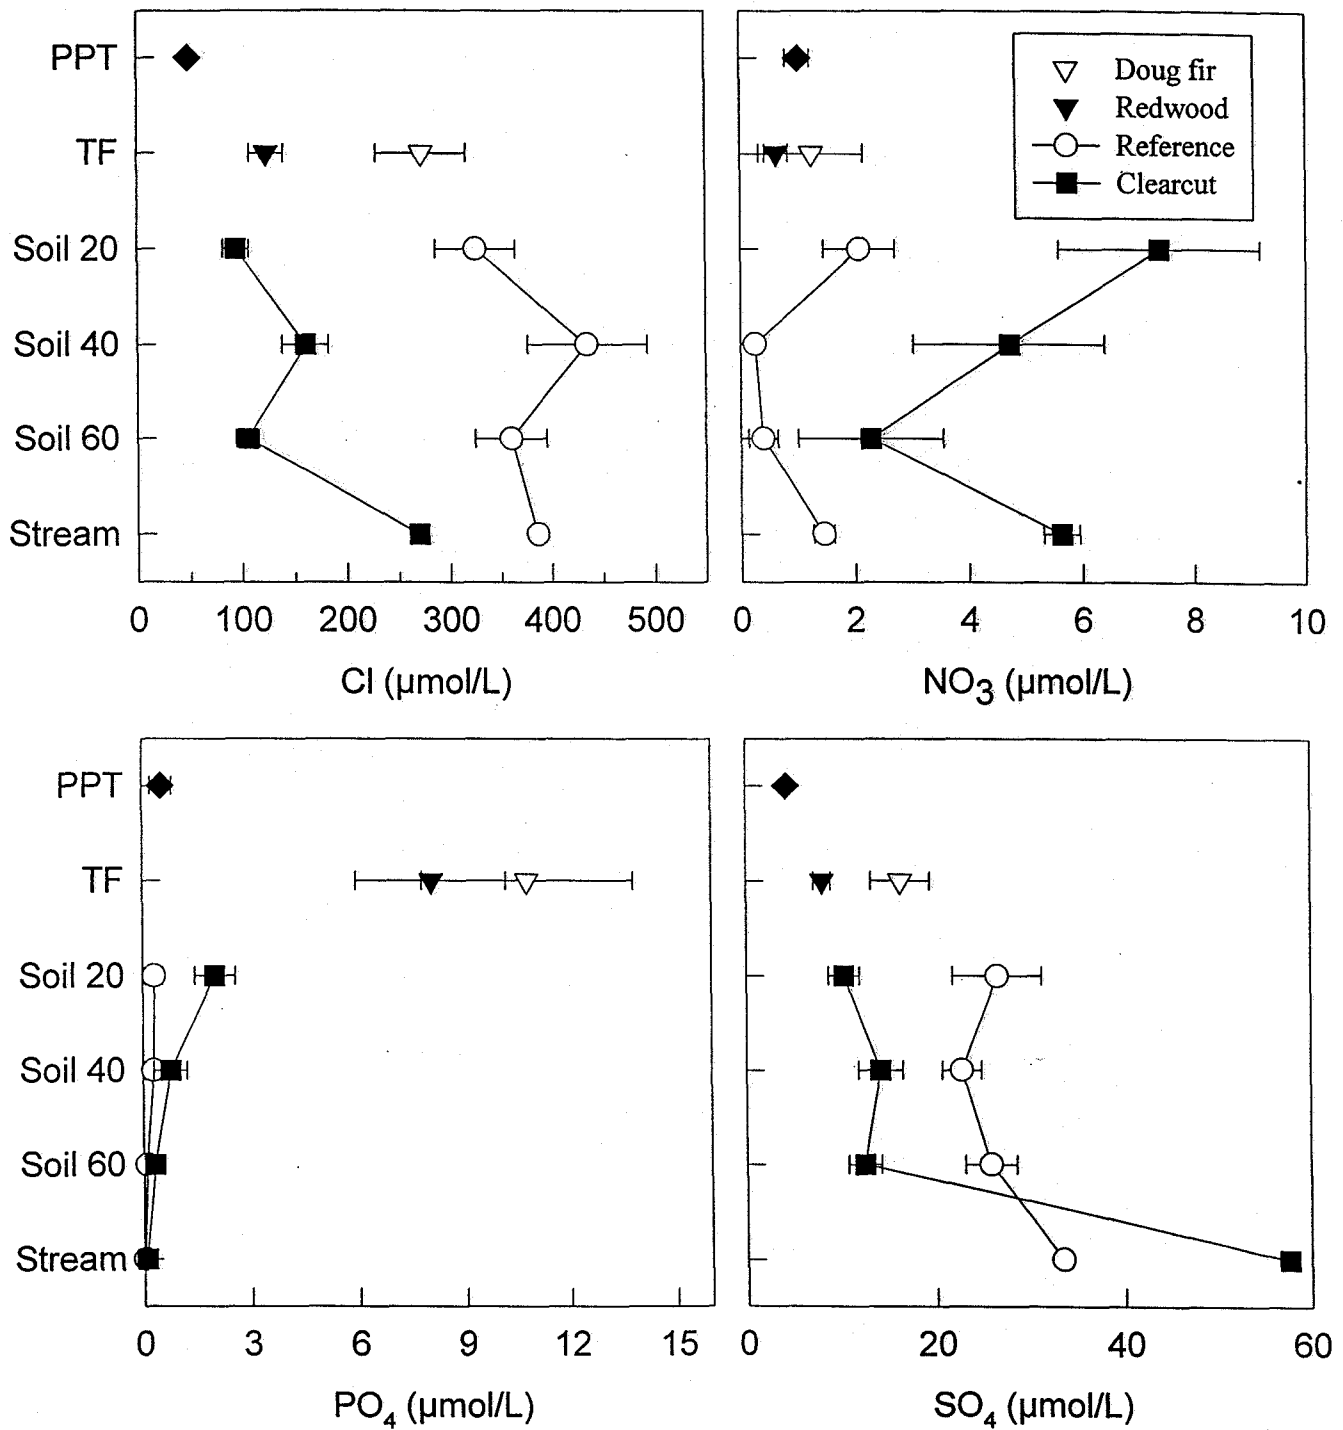 PPT
TF
Soil 20
Soil 40
Soil 60
Stream
0 100 200 300 400 500
Cl (µmol/L)
Doug fir
Redwood
Reference
Clearcut
0 2 4 6 8 10
NO3 (µmol/L)
PPT
TF
Soil 20
Soil 40
Soil 60
Stream
0 3 6 9 12 15
PO4 (µmol/L)
0 20 40 60
SO4 (µmol/L)